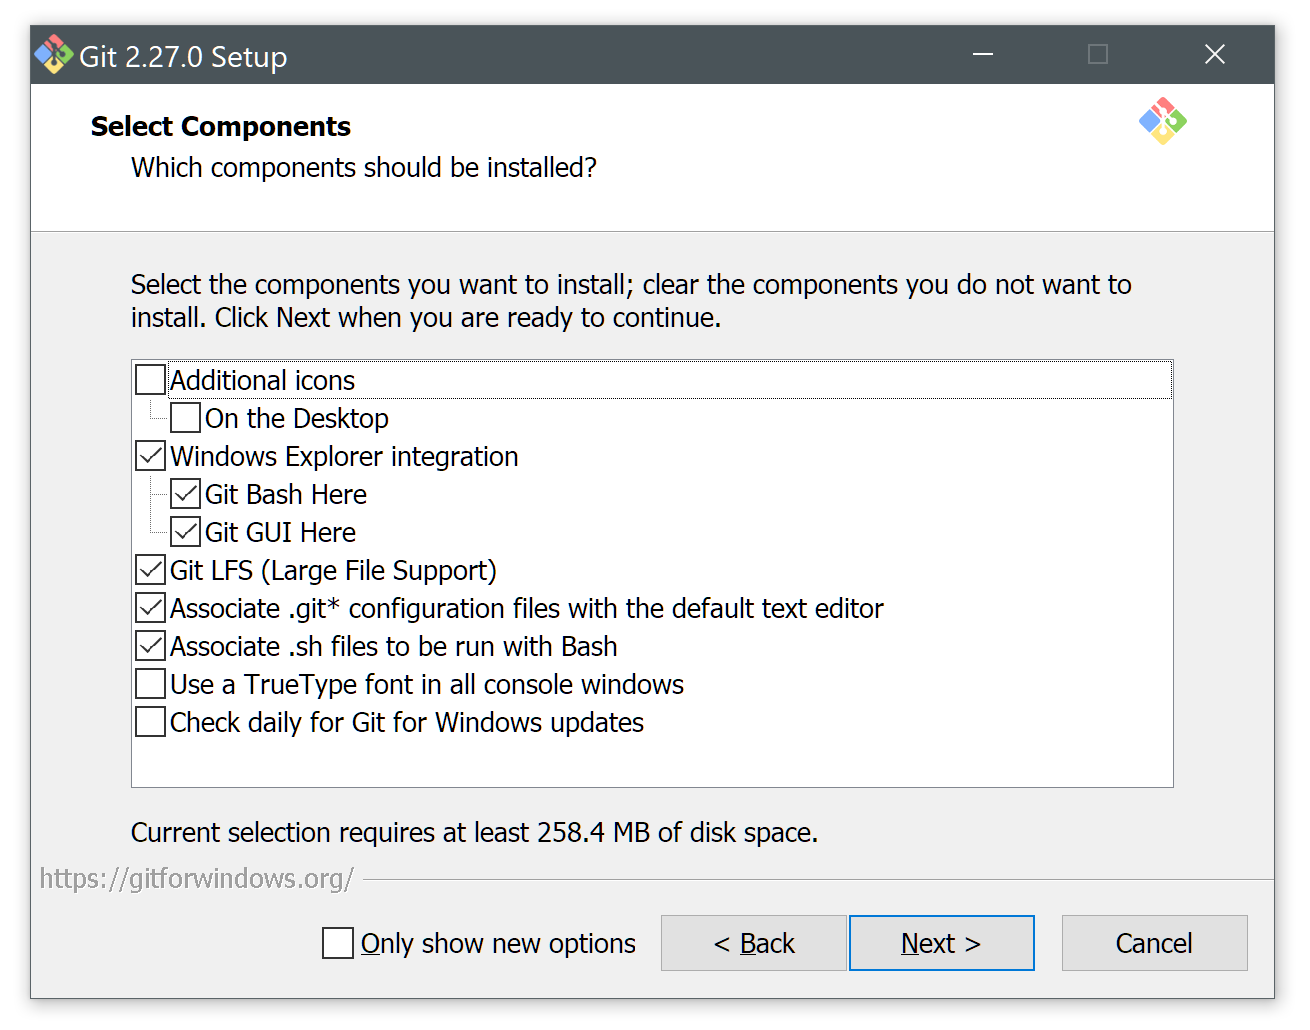 Git 2.27.0 Setup
Select Components
Which components should be installed?
Select the components you want to install; clear the components you do not want to
install. Click Next when you are ready to continue.
Additional icons
On the Desktop
Windows Explorer integration
Git Bash Here
Git GUI Here
Git LFS (Large File Support)
Associate .git* configuration files with the default text editor
Associate .sh files to be run with Bash
Use a TrueType font in all console windows
Check daily for Git for Windows updates
Current selection requires at least 258.4 MB of disk space.
https://gitforwindows.org/
Only show new options
< Back
Next >
Cancel